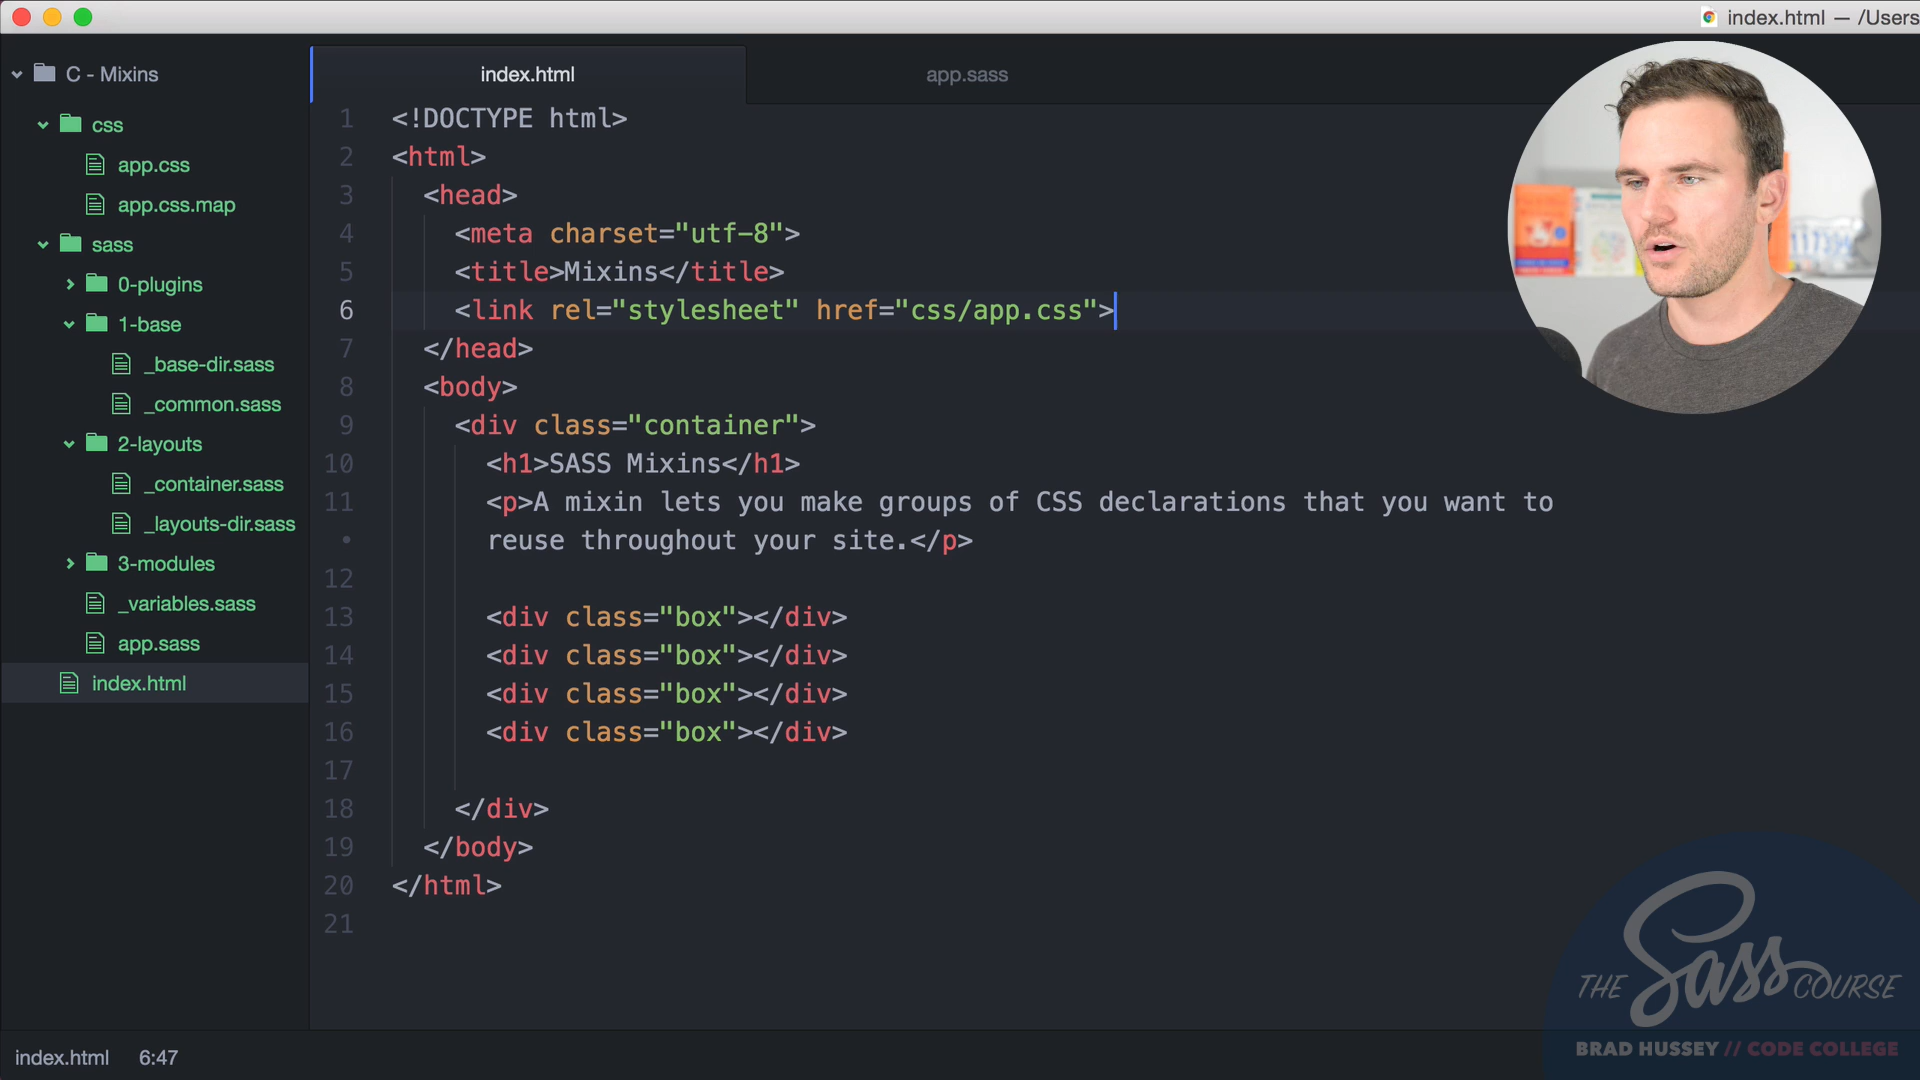 index.html — /Users
C - Mixins
css
app.css
app.css.map
sass
0-plugins
1-base
_base-dir.sass
_common.sass
2-layouts
_container.sass
_layouts-dir.sass
3-modules
_variables.sass
app.sass
index.html
index.html
app.sass
1 <!DOCTYPE html>
2 <html>
3 <head>
4 <meta charset="utf-8">
5 <title>Mixins</title>
6 <link rel="stylesheet" href="css/app.css">
7 </head>
8 <body>
9 <div class="container">
10 <h1>SASS Mixins</h1>
11 <p>A mixin lets you make groups of CSS declarations that you want to
• reuse throughout your site.</p>
12
13 <div class="box"></div>
14 <div class="box"></div>
15 <div class="box"></div>
16 <div class="box"></div>
17
18 </div>
19 </body>
20 </html>
21
THE Sass COURSE
BRAD HUSSEY // CODE COLLEGE
index.html 6:47